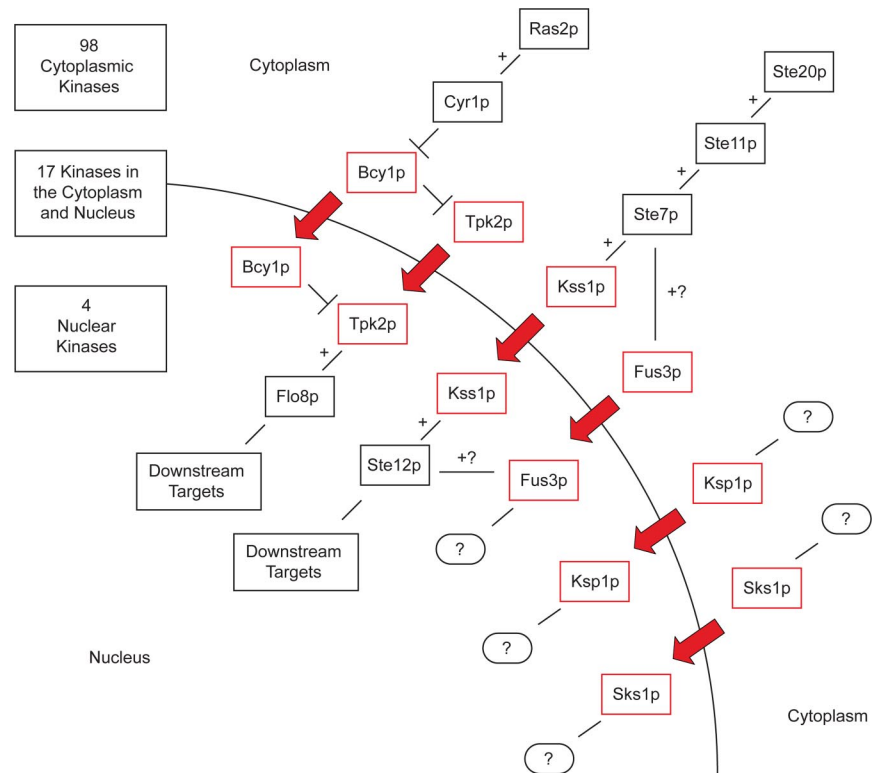 98
Cytoplasmic
Kinases
Cytoplasm
Ras2p
+
Cyr1p
Ste20p
+
Ste11p
+
17 Kinases in
the Cytoplasm
and Nucleus
Bcy1p
Tpk2p
Ste7p
+
Bcy1p
Kss1p
+?
4
Nuclear
Kinases
Tpk2p
+
Flo8p
Kss1p
+
Fus3p
Downstream
Targets
Ste12p
+?
Fus3p
?
Ksp1p
?
Downstream
Targets
?
Ksp1p
Sks1p
?
Nucleus
Sks1p
Cytoplasm
?